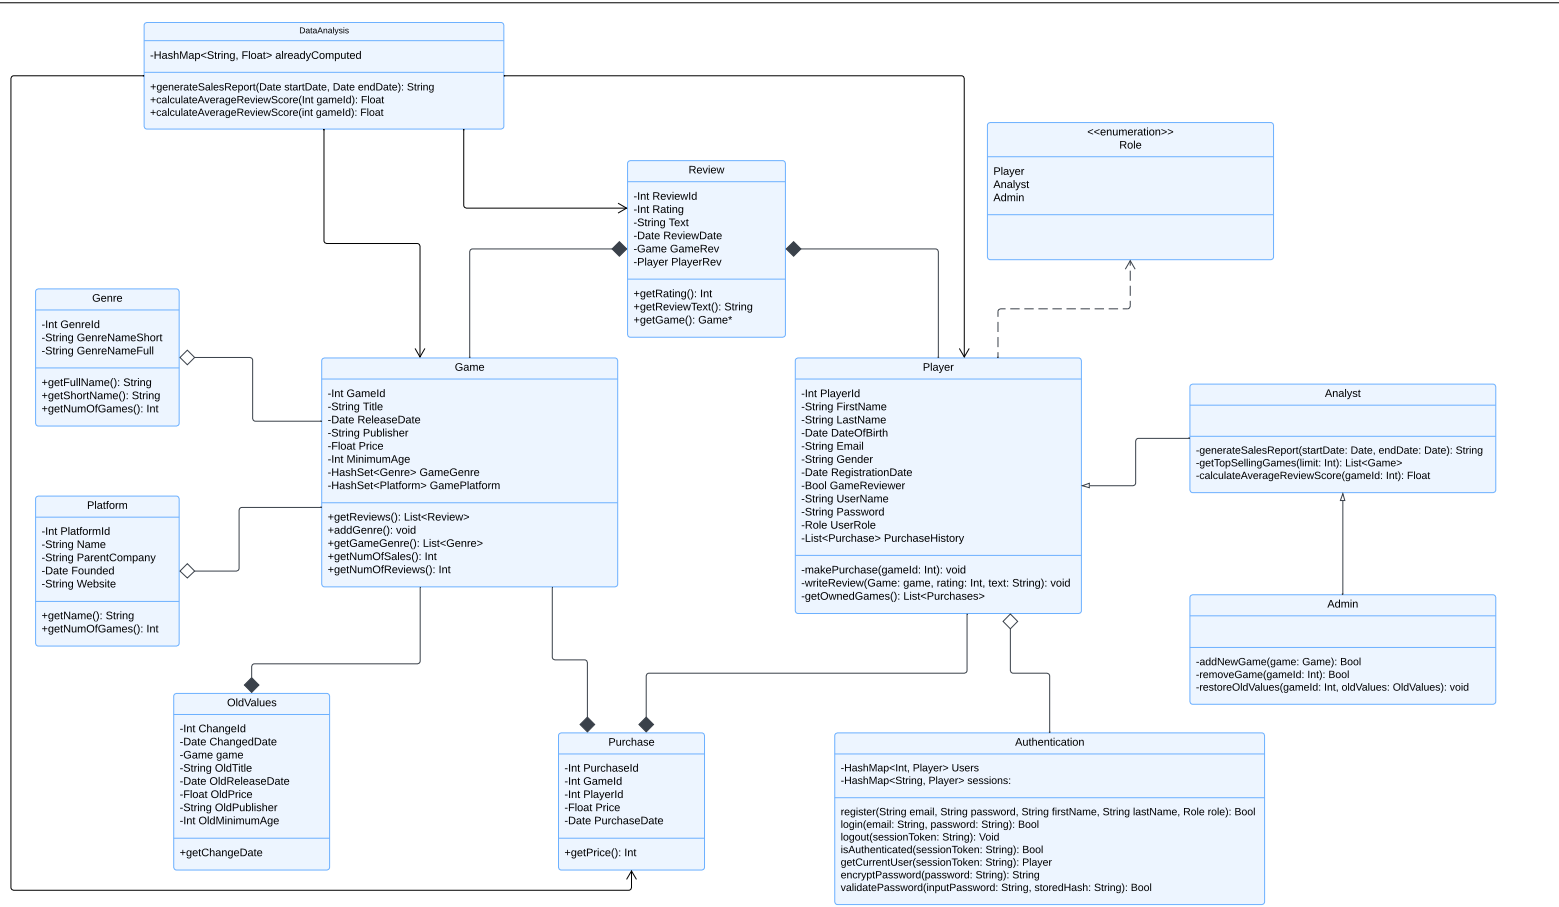 DataAnalysis
-HashMap<String, Float> alreadyComputed
+generateSalesReport(Date startDate, Date endDate): String
+calculateAverageReviewScore(Int gameId): Float
+calculateAverageReviewScore(int gameId): Float
<<enumeration>>
Role
Player
Analyst
Admin
Review
-Int ReviewId
-Int Rating
-String Text
-Date ReviewDate
-Game GameRev
-Player PlayerRev
+getRating(): Int
+getReviewText(): String
+getGame(): Game*
Genre
-Int GenreId
-String GenreNameShort
-String GenreNameFull
+getFullName(): String
+getShortName(): String
+getNumOfGames(): Int
Game
-Int GameId
-String Title
-Date ReleaseDate
-String Publisher
-Float Price
-Int MinimumAge
-HashSet<Genre> GameGenre
-HashSet<Platform> GamePlatform
+getReviews(): List<Review>
+addGenre(): void
+getGameGenre(): List<Genre>
+getNumOfSales(): Int
+getNumOfReviews(): Int
Player
-Int PlayerId
-String FirstName
-String LastName
-Date DateOfBirth
-String Email
-String Gender
-Date RegistrationDate
-Bool GameReviewer
-String UserName
-String Password
-Role UserRole
-List<Purchase> PurchaseHistory
-makePurchase(gameId: Int): void
-writeReview(Game: game, rating: Int, text: String): void
-getOwnedGames(): List<Purchases>
Analyst
-generateSalesReport(startDate: Date, endDate: Date): String
-getTopSellingGames(limit: Int): List<Game>
-calculateAverageReviewScore(gameId: Int): Float
Platform
-Int PlatformId
-String Name
-String ParentCompany
-Date Founded
-String Website
+getName(): String
+getNumOfGames(): Int
Admin
-addNewGame(game: Game): Bool
-removeGame(gameId: Int): Bool
-restoreOldValues(gameId: Int, oldValues: OldValues): void
OldValues
-Int ChangeId
-Date ChangedDate
-Game game
-String OldTitle
-Date OldReleaseDate
-Float OldPrice
-String OldPublisher
-Int OldMinimumAge
+getChangeDate
Purchase
-Int PurchaseId
-Int GameId
-Int PlayerId
-Float Price
-Date PurchaseDate
+getPrice(): Int
Authentication
-HashMap<Int, Player> Users
-HashMap<String, Player> sessions:
register(String email, String password, String firstName, String lastName, Role role): Bool
login(email: String, password: String): Bool
logout(sessionToken: String): Void
isAuthenticated(sessionToken: String): Bool
getCurrentUser(sessionToken: String): Player
encryptPassword(password: String): String
validatePassword(inputPassword: String, storedHash: String): Bool